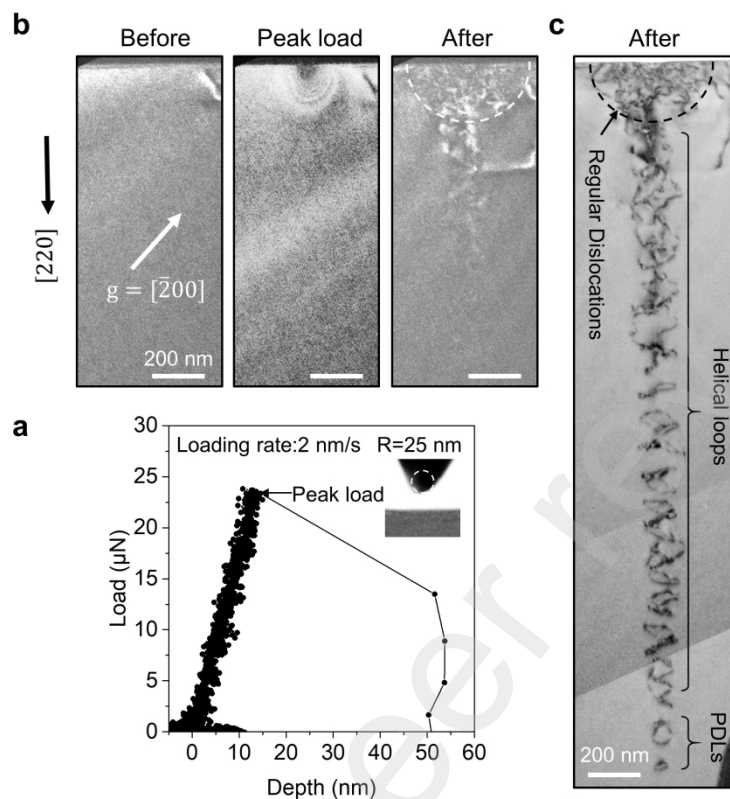 b
Before
Peak load
After
[220]
g = [2̄00]
200 nm
c
After
Regular Dislocations
Helical loops
PDLs
200 nm
a
Loading rate:2 nm/s
R=25 nm
Peak load
30
25
20
15
10
5
0
Load (μN)
0
10
20
30
40
50
60
Depth (nm)